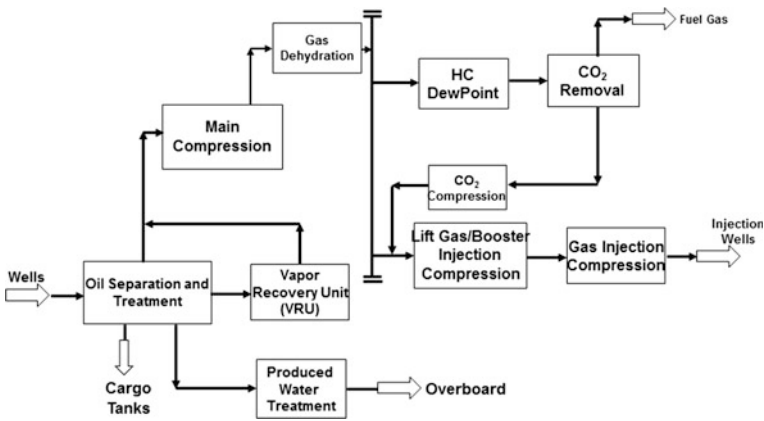 Gas
Dehydration
Fuel Gas
HC
DewPoint
CO₂
Removal
Main
Compression
CO₂
Compression
Lift Gas/Booster
Injection
Compression
Gas Injection
Compression
Injection
Wells
Wells
Oil Separation and
Treatment
Vapor
Recovery Unit
(VRU)
Cargo
Tanks
Produced
Water
Treatment
Overboard